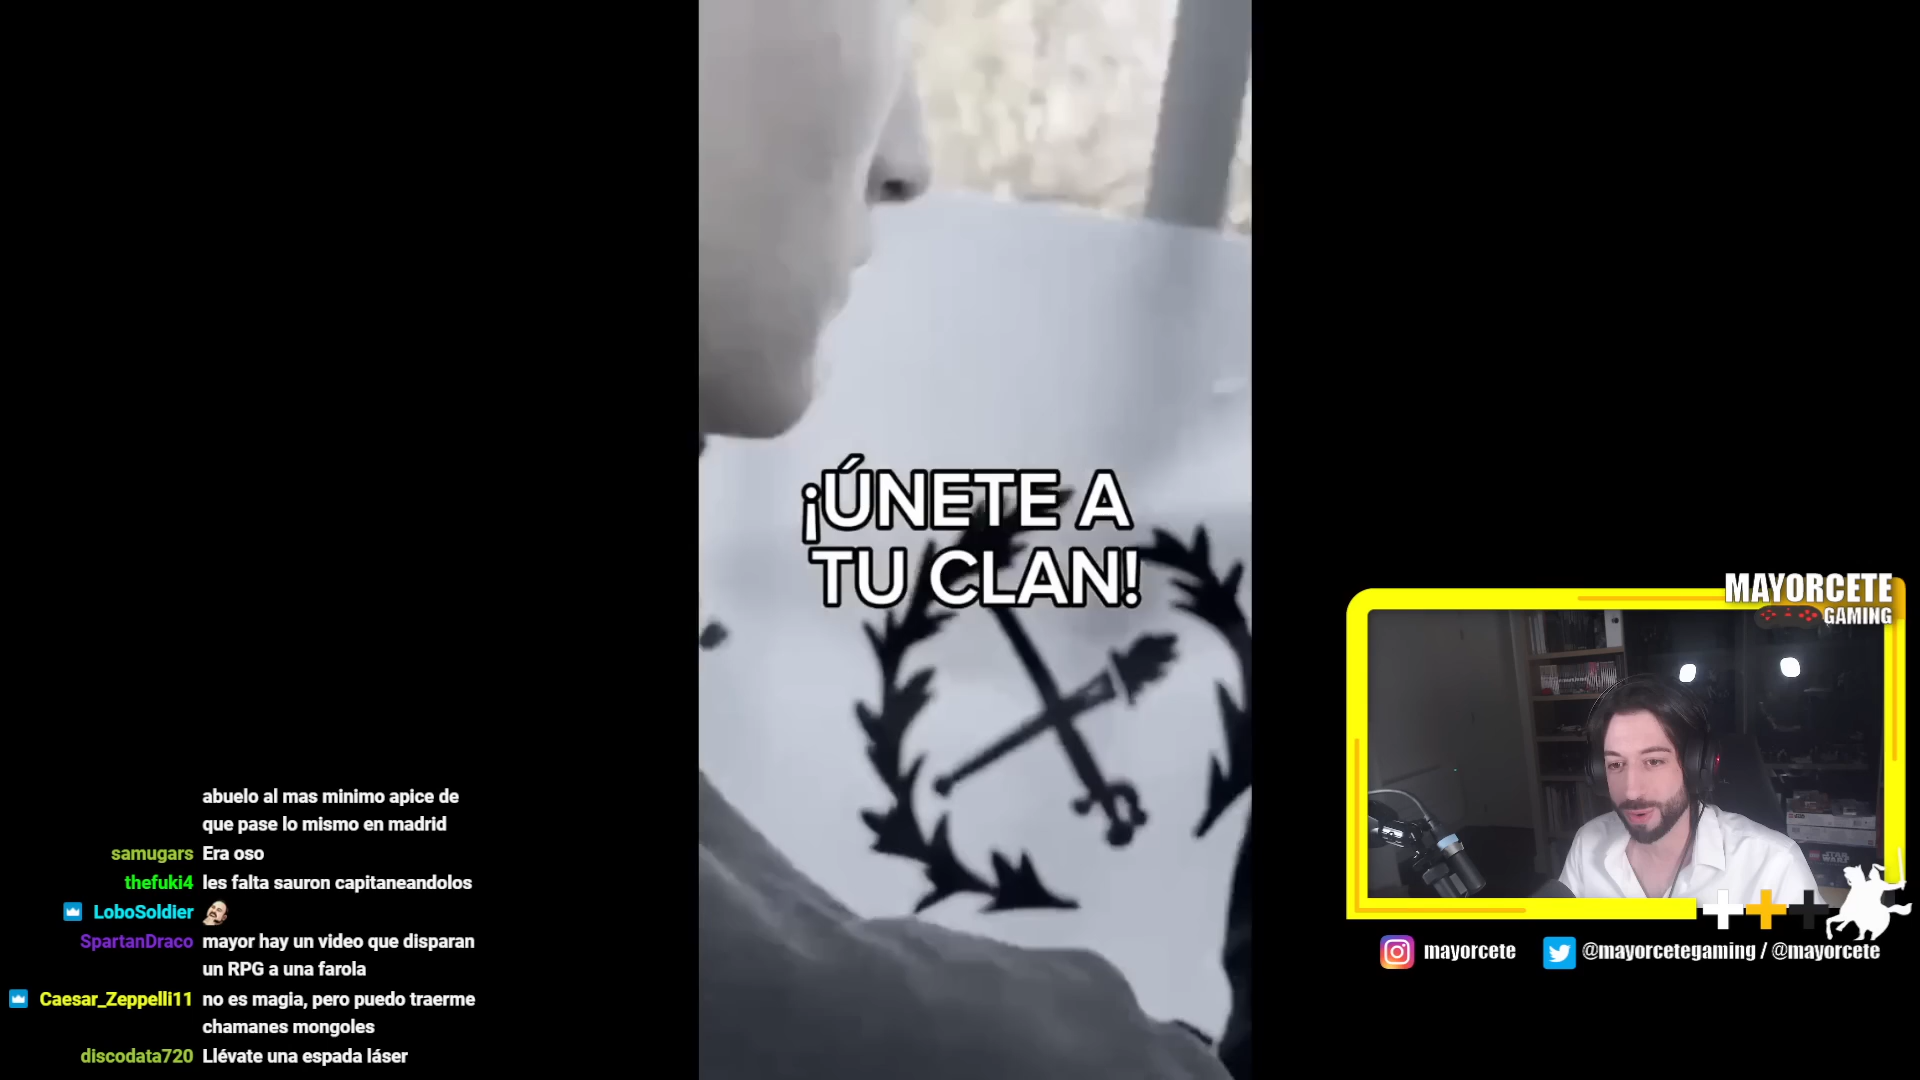 ¡ÚNETE A
TU CLAN!
abuelo al mas minimo apice de
que pase lo mismo en madrid
samugars Era oso
thefuki4 les falta sauron capitaneandolos
LoboSoldier
SpartanDraco mayor hay un video que disparan
un RPG a una farola
Caesar_Zeppelli11 no es magia, pero puedo traerme
chamanes mongoles
discodata720 Llévate una espada láser
MAYORCETE
GAMING
STAR
WARS
mayorcete
@mayorcetegaming / @mayorcete